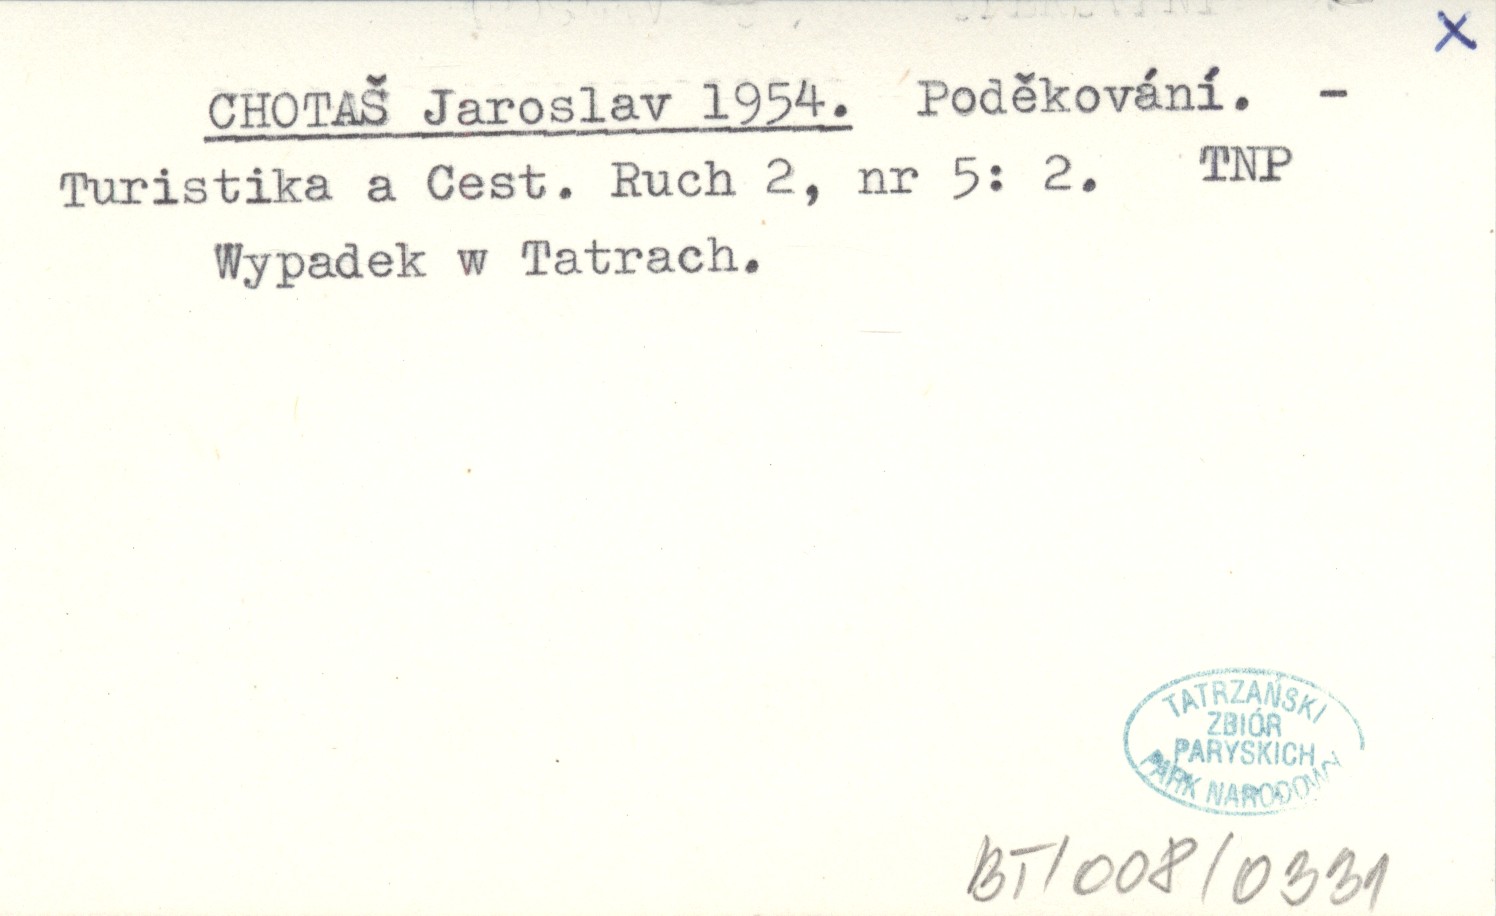 x
CHOTAŠ Jaroslav 1954. Poděkování. -
Turistika a Cest. Ruch 2, nr 5: 2. TNP
Wypadek w Tatrach.
TATRZAŃSKI
ZBIÓR
PARYSKICH
PARK NARODOWY
BT/008/0331